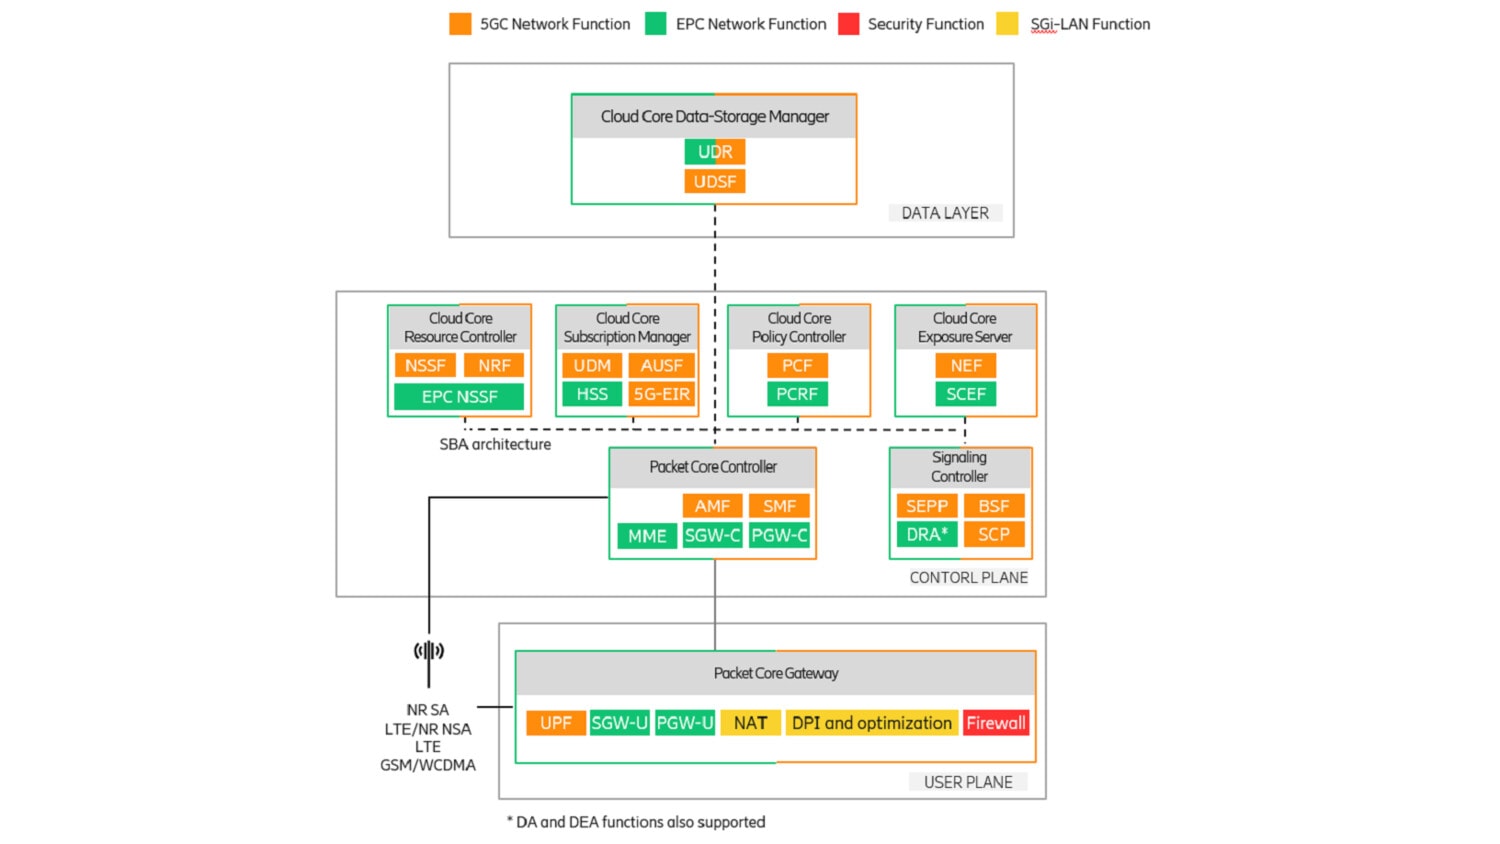 5GC Network Function
EPC Network Function
Security Function
SGi-LAN Function
Cloud Core Data-Storage Manager
UDR
UDSF
DATA LAYER
Cloud Core
Resource Controller
NSSF
NRF
EPC NSSF
Cloud Core
Subscription Manager
UDM
AUSF
HSS
5G-EIR
Cloud Core
Policy Controller
PCF
PCRF
Cloud Core
Exposure Server
NEF
SCEF
SBA architecture
Packet Core Controller
AMF
SMF
MME
SGW-C
PGW-C
Signaling
Controller
SEPP
BSF
DRA*
SCP
CONTORL PLANE
NR SA
LTE/NR NSA
LTE
GSM/WCDMA
Packet Core Gateway
UPF
SGW-U
PGW-U
NAT
DPI and optimization
Firewall
USER PLANE
* DA and DEA functions also supported